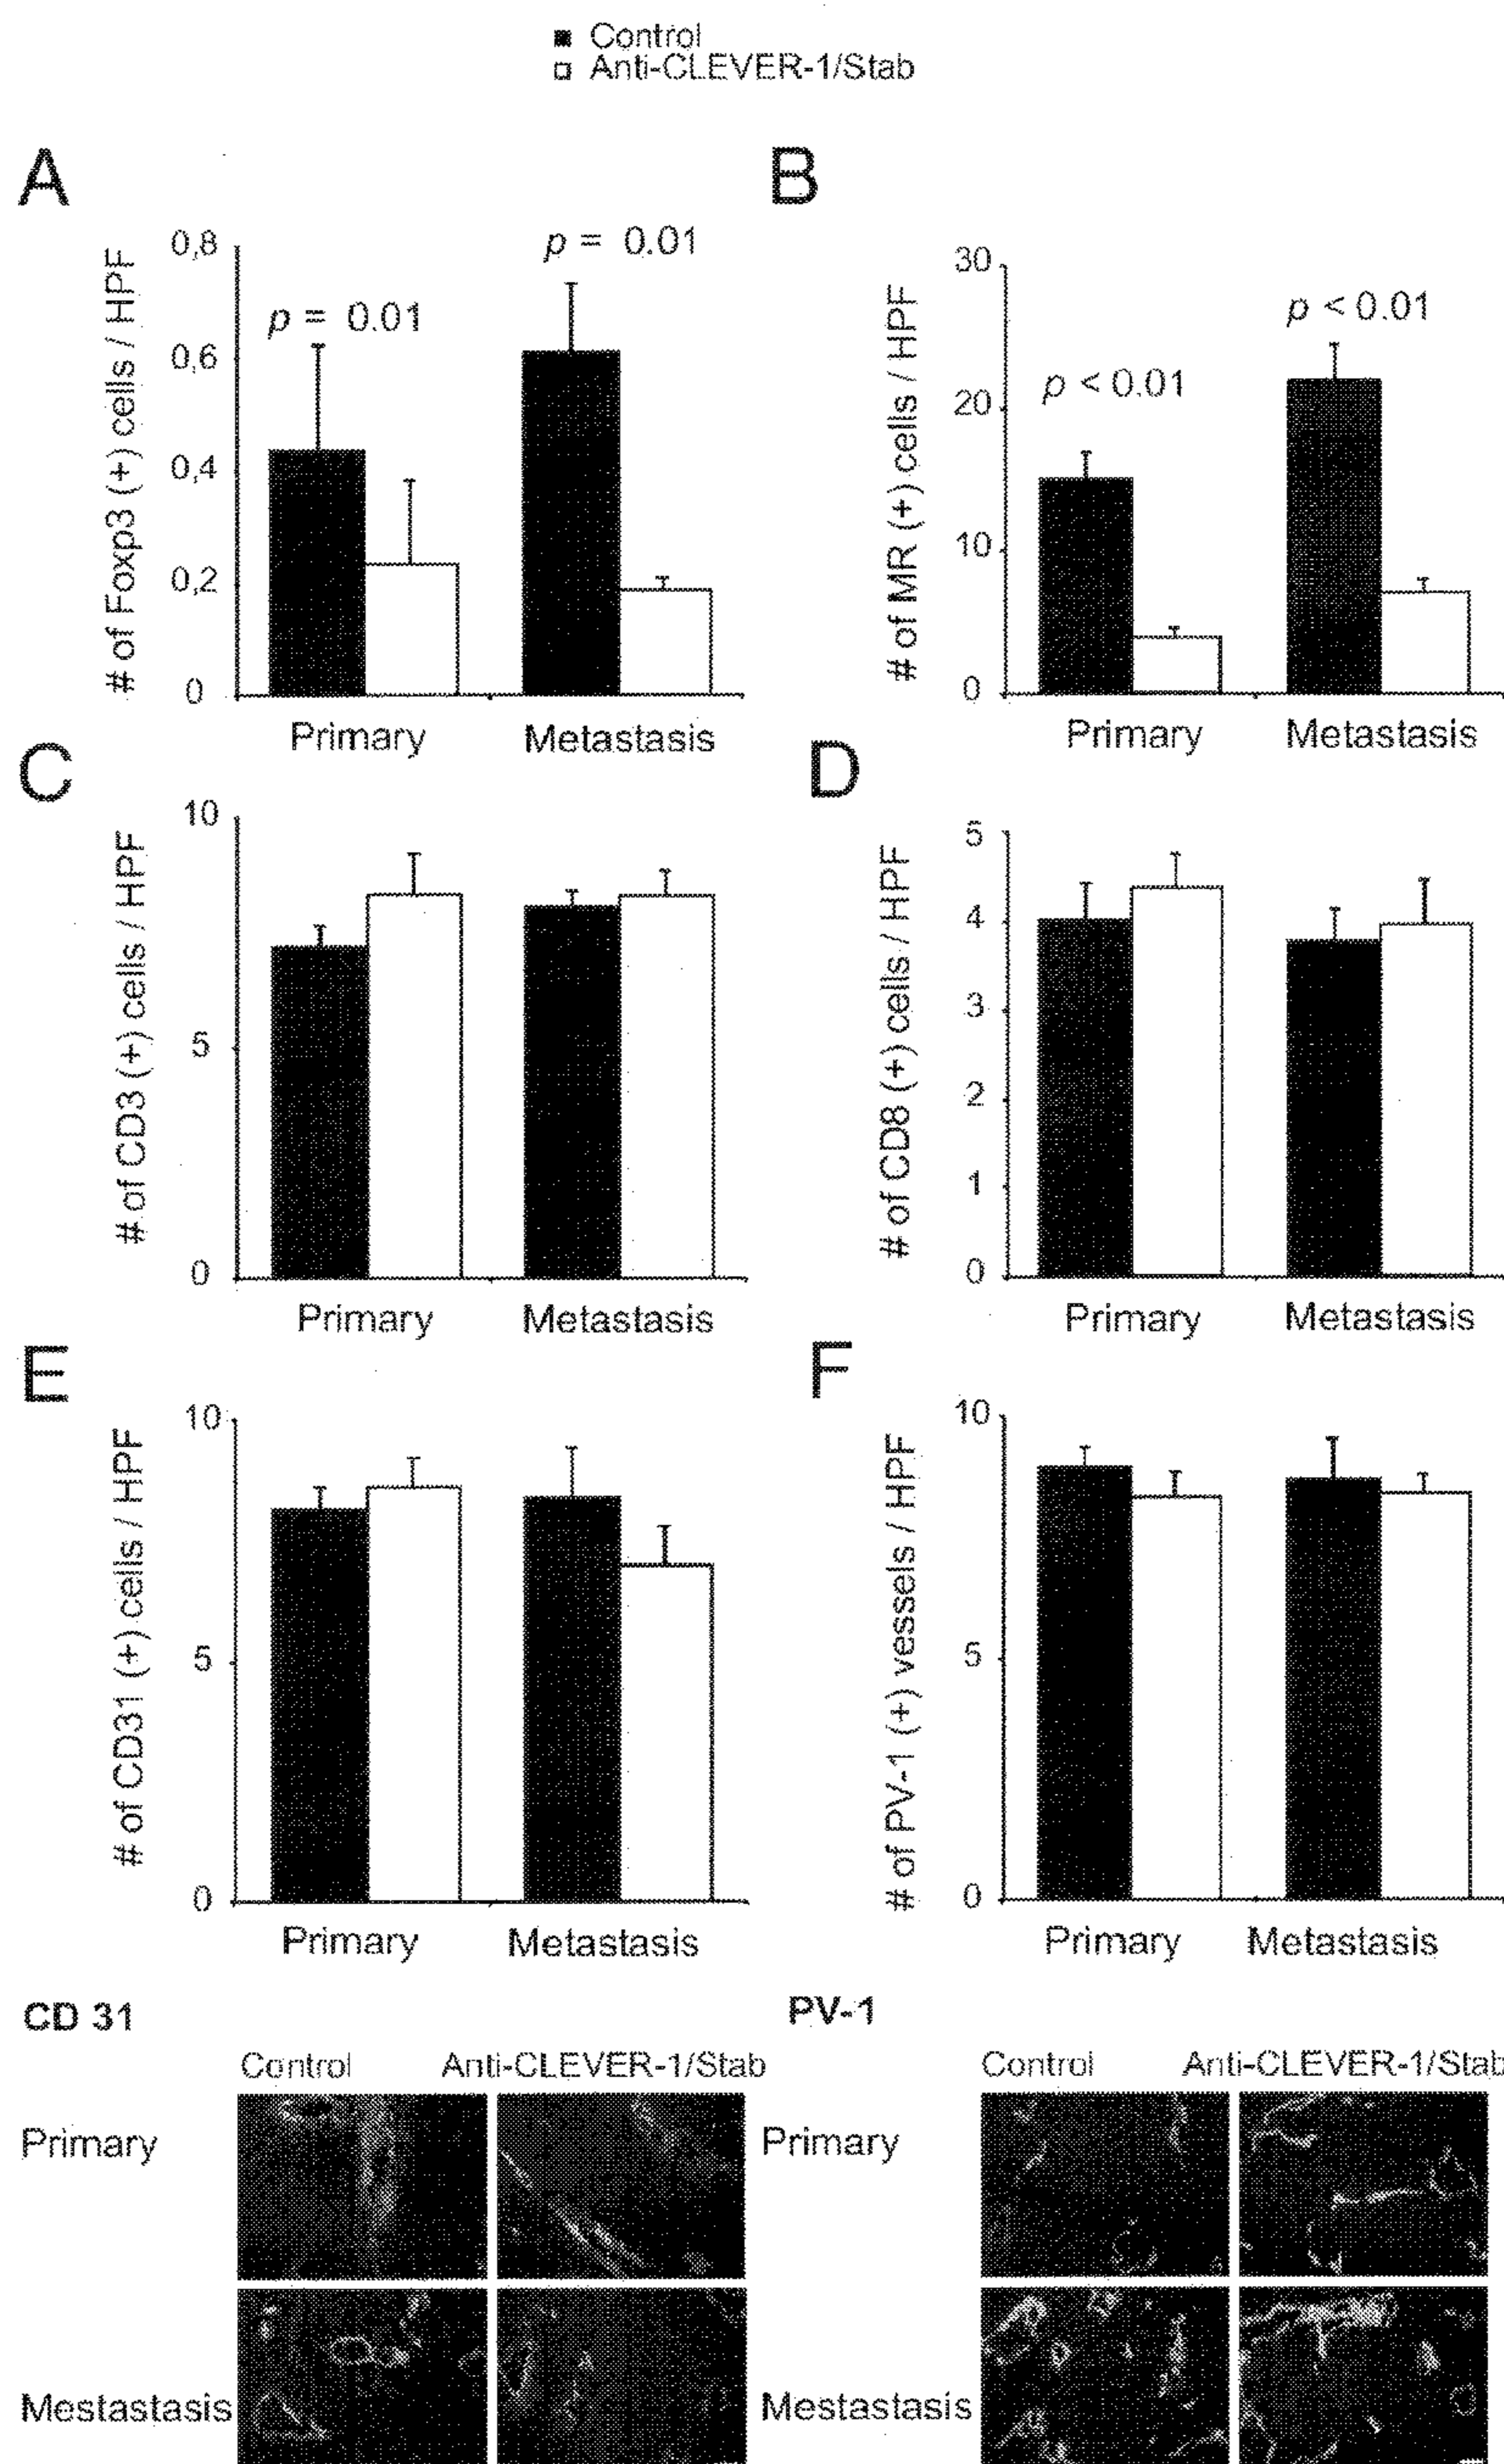 Control
Anti-CLEVER-1/Stab
A
# of Foxp3 (+) cells / HPF
0,8
0,6
0,4
0,2
0
p = 0.01
p = 0.01
Primary
Metastasis
B
# of MR (+) cells / HPF
30
20
10
0
p < 0.01
p < 0.01
Primary
Metastasis
C
# of CD3 (+) cells / HPF
10
5
0
Primary
Metastasis
D
# of CD8 (+) cells / HPF
5
4
3
2
1
0
Primary
Metastasis
E
# of CD31 (+) cells / HPF
10
5
0
Primary
Metastasis
F
# of PV-1 (+) vessels / HPF
10
5
0
Primary
Metastasis
CD 31
Control
Anti-CLEVER-1/Stab
Primary
Mestastasis
PV-1
Control
Anti-CLEVER-1/Stab
Primary
Mestastasis